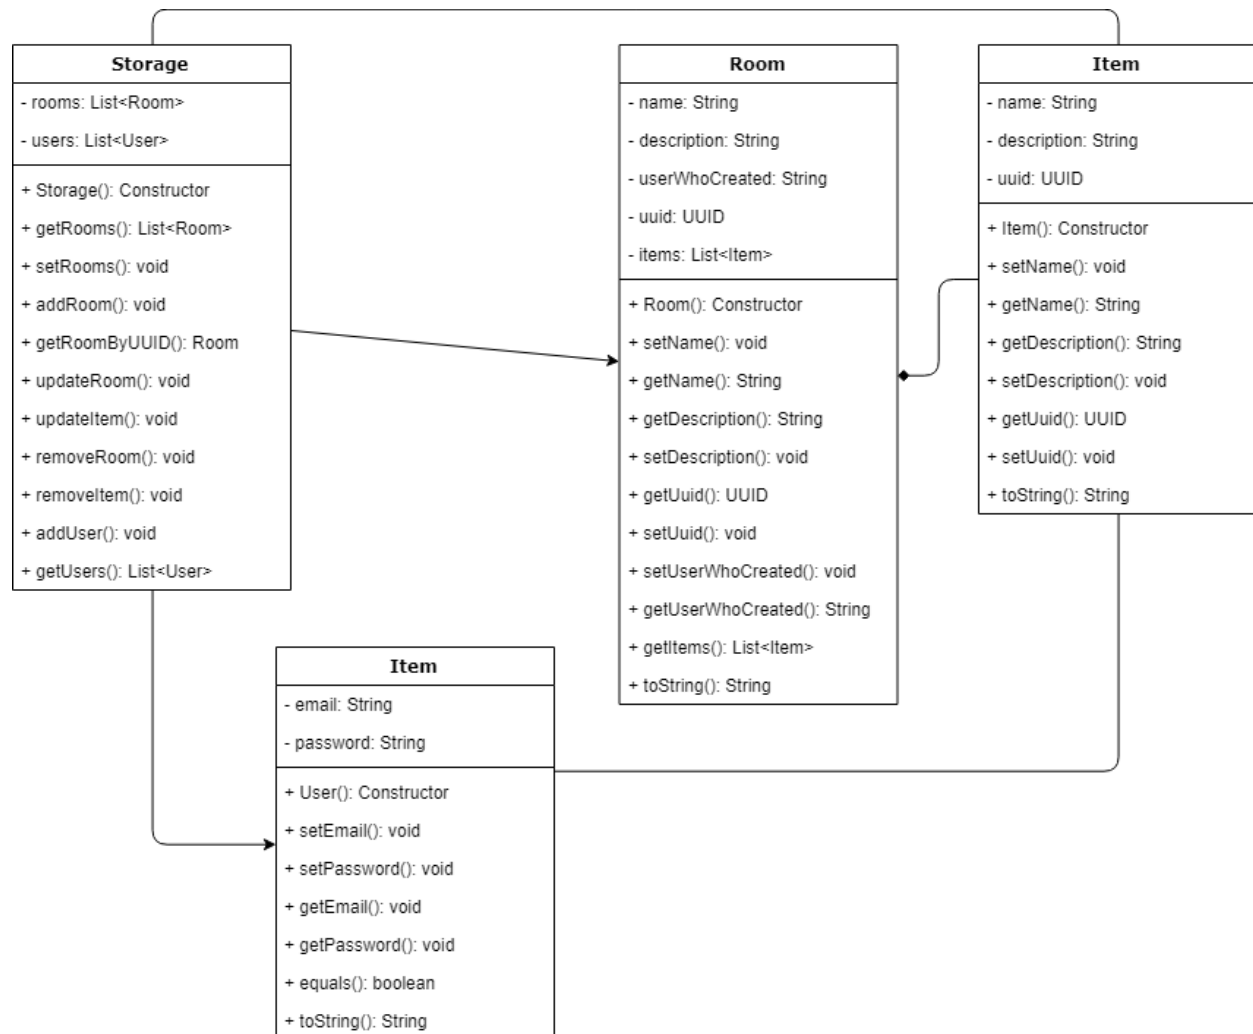 Storage
- rooms: List<Room>
- users: List<User>
+ Storage(): Constructor
+ getRooms(): List<Room>
+ setRooms(): void
+ addRoom(): void
+ getRoomByUUID(): Room
+ updateRoom(): void
+ updateItem(): void
+ removeRoom(): void
+ removeItem(): void
+ addUser(): void
+ getUsers(): List<User>
Room
- name: String
- description: String
- userWhoCreated: String
- uuid: UUID
- items: List<Item>
+ Room(): Constructor
+ setName(): void
+ getName(): String
+ getDescription(): String
+ setDescription(): void
+ getUuid(): UUID
+ setUuid(): void
+ setUserWhoCreated(): void
+ getUserWhoCreated(): String
+ getItems(): List<Item>
+ toString(): String
Item
- name: String
- description: String
- uuid: UUID
+ Item(): Constructor
+ setName(): void
+ getName(): String
+ getDescription(): String
+ setDescription(): void
+ getUuid(): UUID
+ setUuid(): void
+ toString(): String
Item
- email: String
- password: String
+ User(): Constructor
+ setEmail(): void
+ setPassword(): void
+ getEmail(): void
+ getPassword(): void
+ equals(): boolean
+ toString(): String